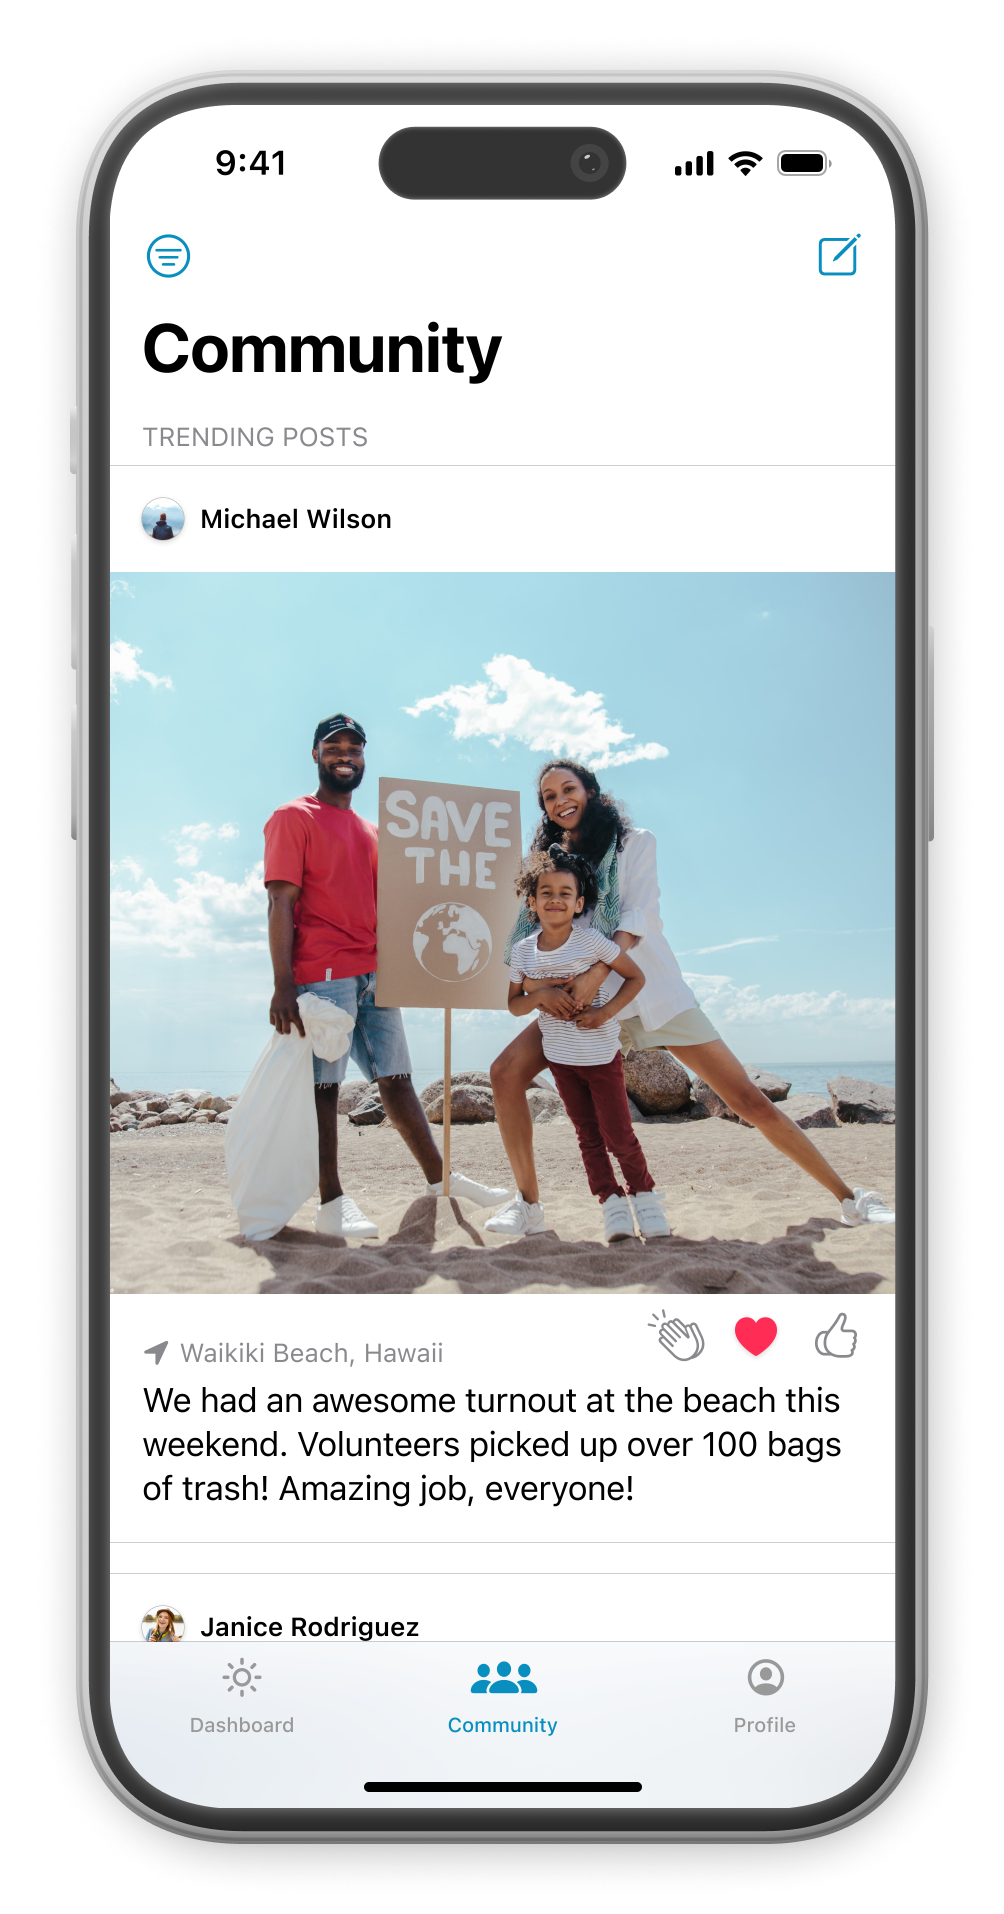 9:41
Community
TRENDING POSTS
Michael Wilson
SAVE
THE
Waikiki Beach, Hawaii
We had an awesome turnout at the beach this
weekend. Volunteers picked up over 100 bags
of trash! Amazing job, everyone!
Janice Rodriguez
Dashboard
Community
Profile